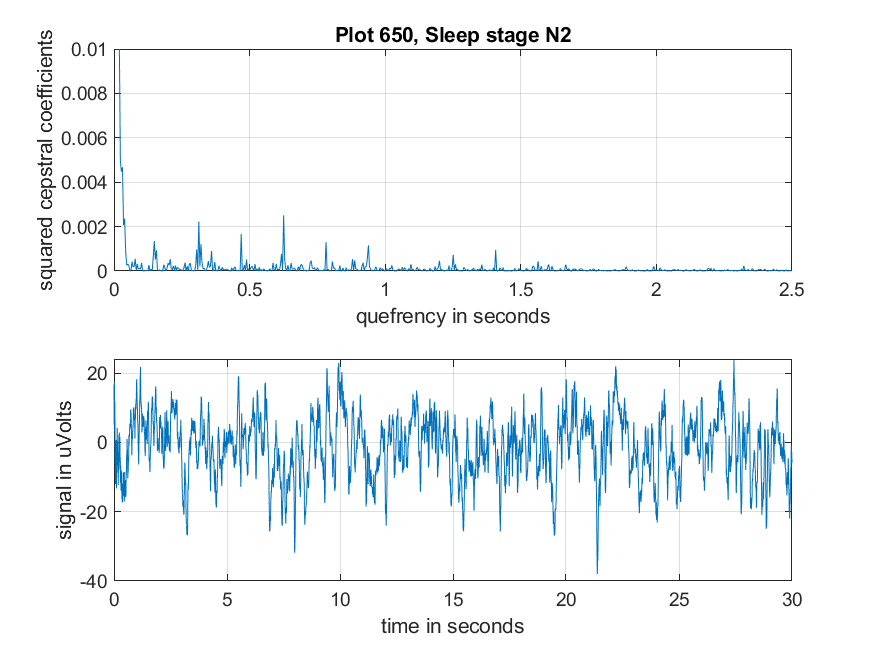 Plot 650, Sleep stage N2
squared cepstral coefficients
0.01
0.008
0.006
0.004
0.002
0
0 0.5 1 1.5 2 2.5
quefrency in seconds
signal in uVolts
20
0
-20
-40
0 5 10 15 20 25 30
time in seconds